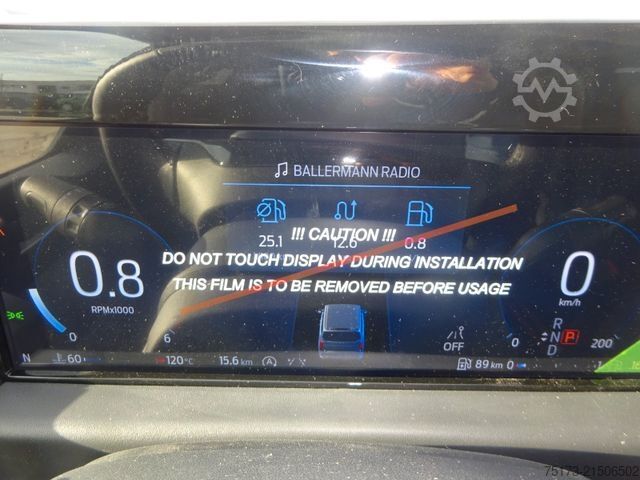 BALLERMANN RADIO
25.1 12.6 0.8
!!! CAUTION !!!
DO NOT TOUCH DISPLAY DURING INSTALLATION
THIS FILM IS TO BE REMOVED BEFORE USAGE
0.8
RPMx1000
0 6
0
km/h
0 200
R
N
D
P
OFF
N 60 120°C 15.6 km A 89 km 0
75173-21506502